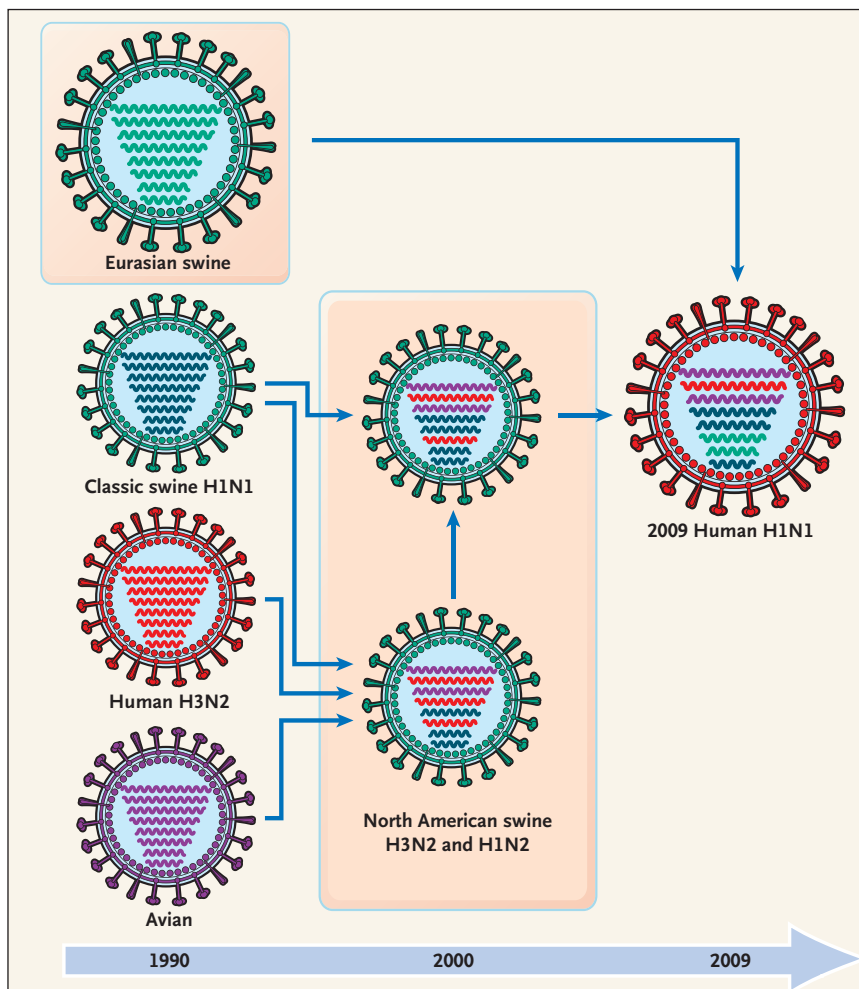 Eurasian swine
Classic swine H1N1
Human H3N2
Avian
North American swine
H3N2 and H1N2
2009 Human H1N1
1990
2000
2009